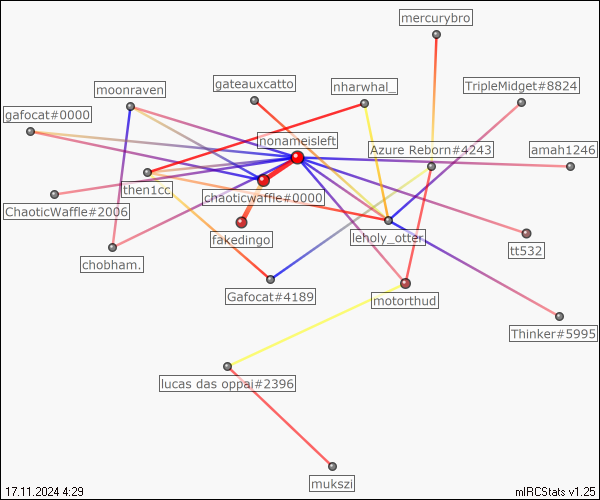 mercurybro
gateauxcatto
nharwhal_
TripleMidget#8824
moonraven
gafocat#0000
nonameisleft
Azure Reborn#4243
amah1246
then1cc
chaoticwaffle#0000
ChaoticWaffle#2006
fakedingo
leholy_otter
tt532
chobham.
Gafocat#4189
motorthud
Thinker#5995
lucas das oppai#2396
mukszi
17.11.2024 4:29
mIRCStats v1.25